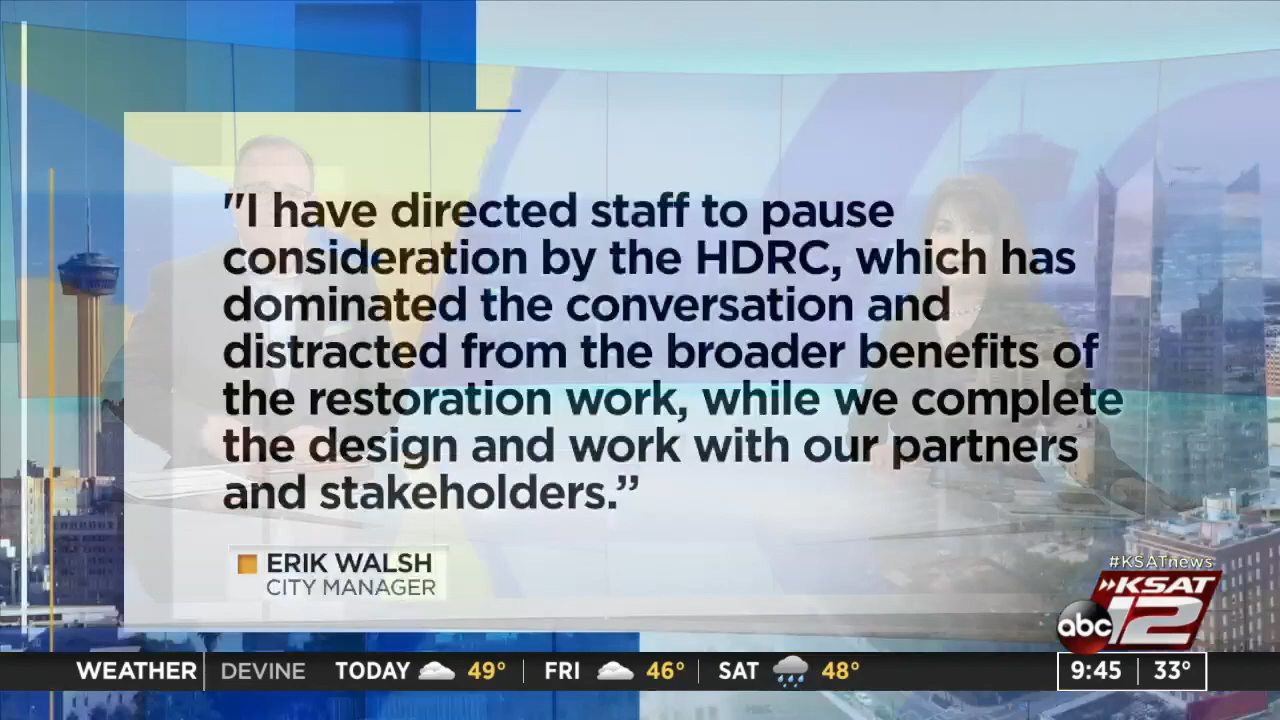 "I have directed staff to pause
consideration by the HDRC, which has
dominated the conversation and
distracted from the broader benefits of
the restoration work, while we complete
the design and work with our partners
and stakeholders.”
ERIK WALSH
CITY MANAGER
#KSATnews
KSAT
abc 12
WEATHER DEVINE TODAY 49° FRI 46° SAT 48° 9:45 33°